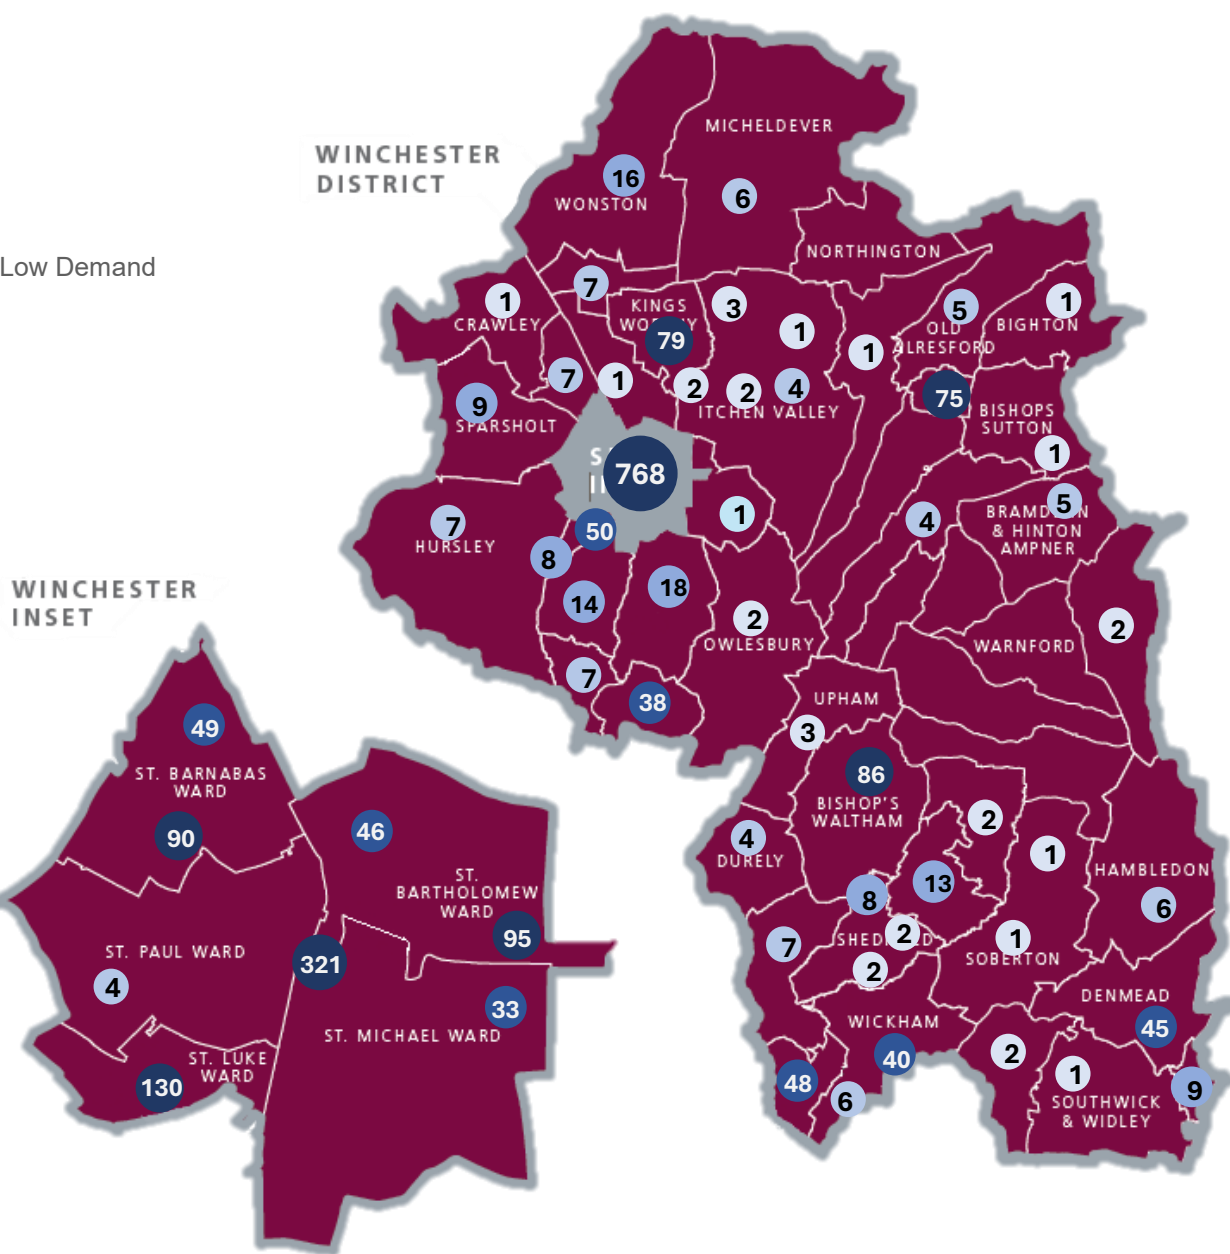 MICHELDEVER
WINCHESTER
DISTRICT
16
WONSTON
6
NORTHINGTON
Low Demand
7
1
CRAWLEY
KINGS
79
3
1
1
5
OLD
ALRESFORD
1
BIGHTON
7
1
2
2
4
ITCHEN VALLEY
75
9
SPARSHOLT
BISHOPS
SUTTON
1
768
7
HURSLEY
50
1
4
5
& HINTON
AMPNER
8
14
18
2
OWLESBURY
WARNFORD
2
7
38
UPHAM
3
86
BISHOP'S
WALTHAM
4
DURELY
2
1
HAMBLEDON
6
8
13
7
2
2
1
SOBERTON
DENMEAD
45
WICKHAM
40
48
6
2
1
9
SOUTHWICK
& WIDLEY
WINCHESTER
INSET
49
ST. BARNABAS
WARD
90
46
ST.
BARTHOLOMEW
WARD
95
ST. PAUL WARD
4
321
33
ST. MICHAEL WARD
ST. LUKE
WARD
130